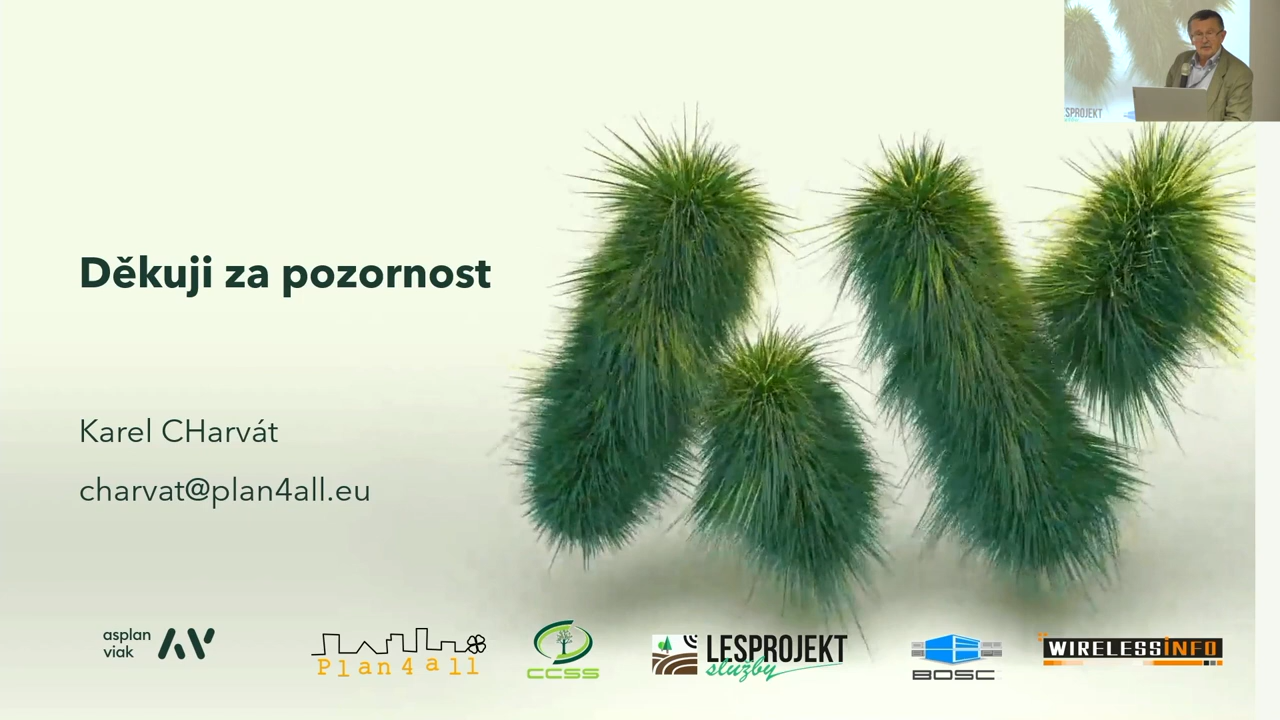 SPROJEKT
Děkuji za pozornost
Karel CHarvát
charvat@plan4all.eu
asplan
viak
Plan4all
CCSS
LESPROJEKT
služby
BOSC
WIRELESSINFO